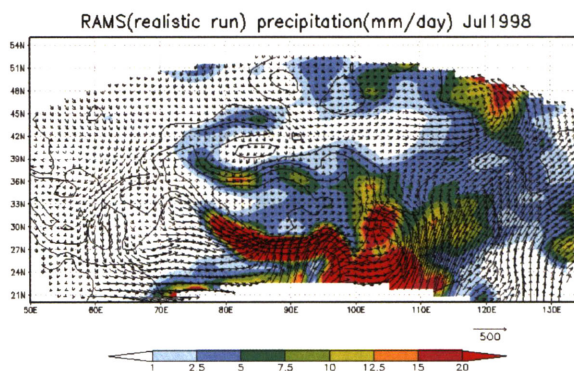 RAMS(realistic run) precipitation(mm/day) Jul1998
54N
51N
48N
45N
42N
39N
36N
33N
30N
27N
24N
21N
50E 60E 70E 80E 90E 100E 110E 120E 130E
500
1 2.5 5 7.5 10 12.5 15 20